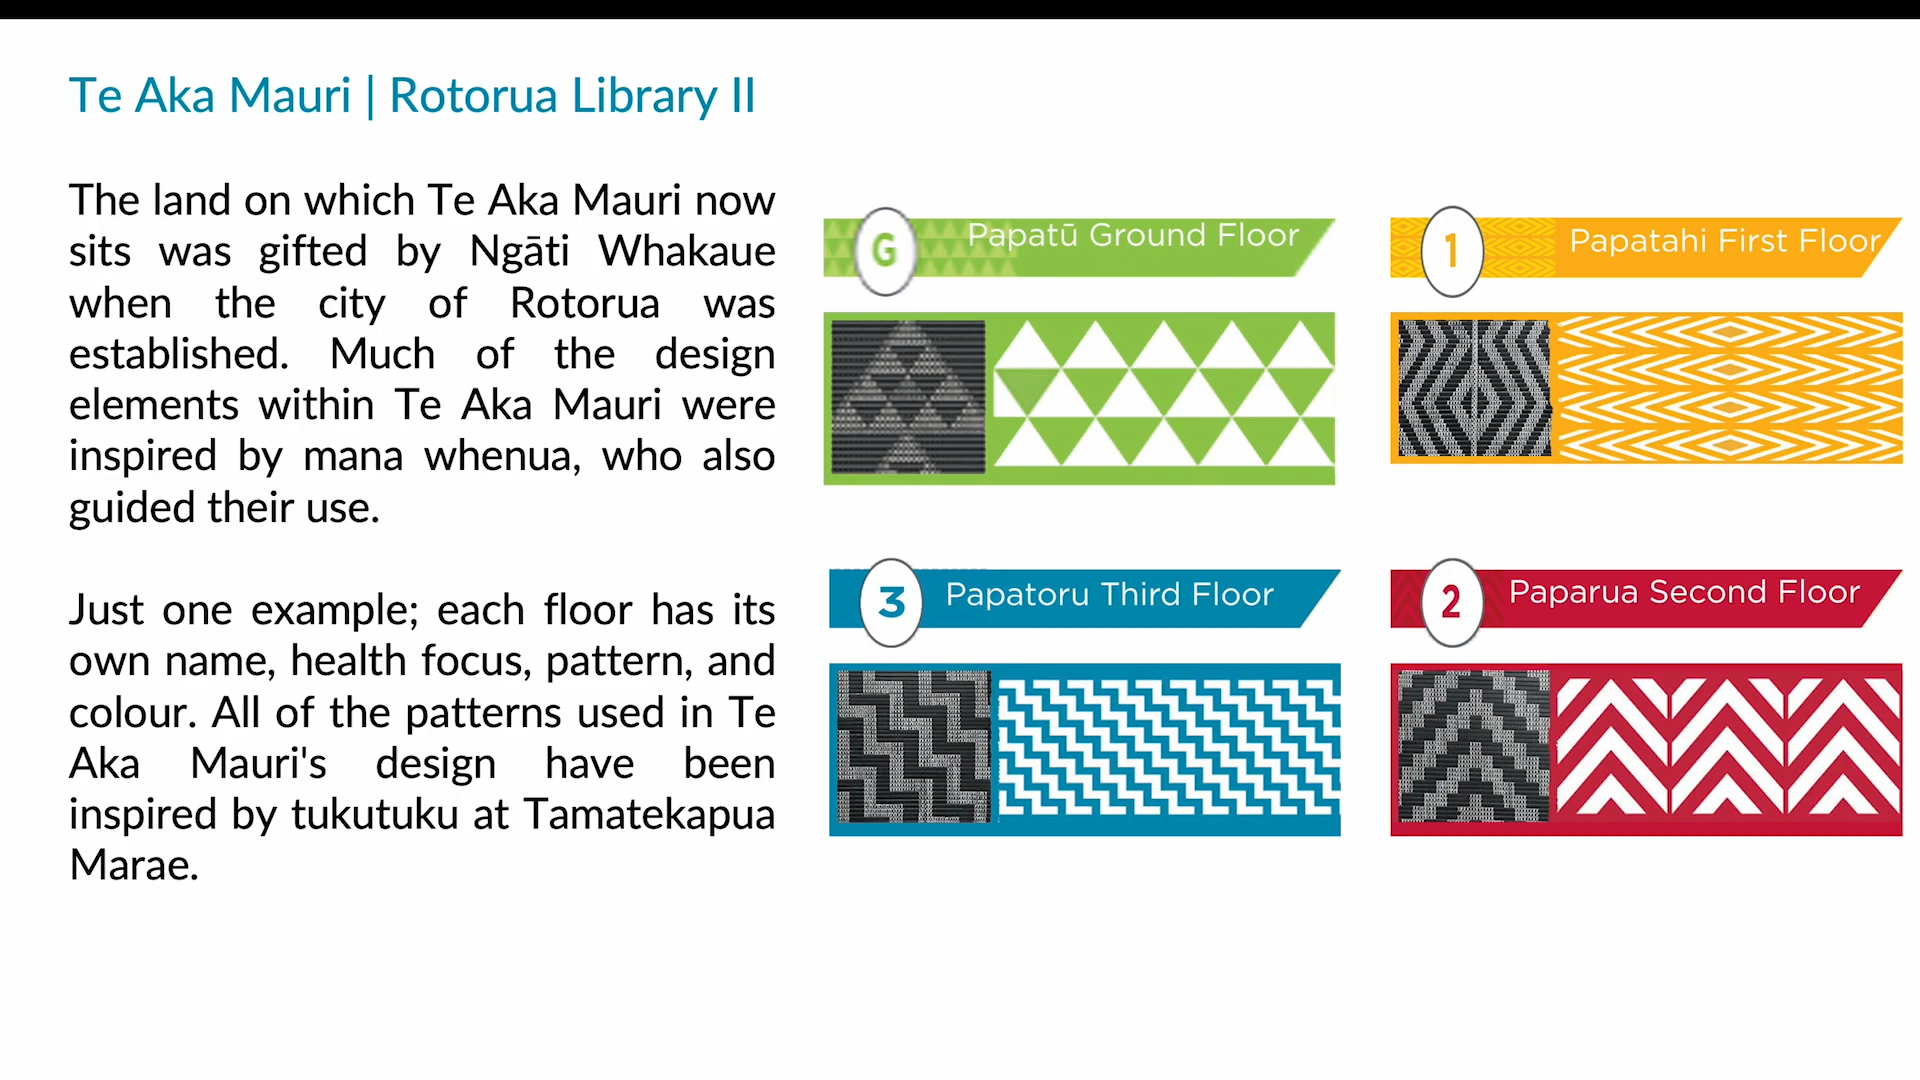 Te Aka Mauri | Rotorua Library II
The land on which Te Aka Mauri now
sits was gifted by Ngāti Whakaue
when the city of Rotorua was
established. Much of the design
elements within Te Aka Mauri were
inspired by mana whenua, who also
guided their use.
Just one example; each floor has its
own name, health focus, pattern, and
colour. All of the patterns used in Te
Aka Mauri's design have been
inspired by tukutuku at Tamatekapua
Marae.
G Papatū Ground Floor
1 Papatahi First Floor
3 Papatoru Third Floor
2 Paparua Second Floor